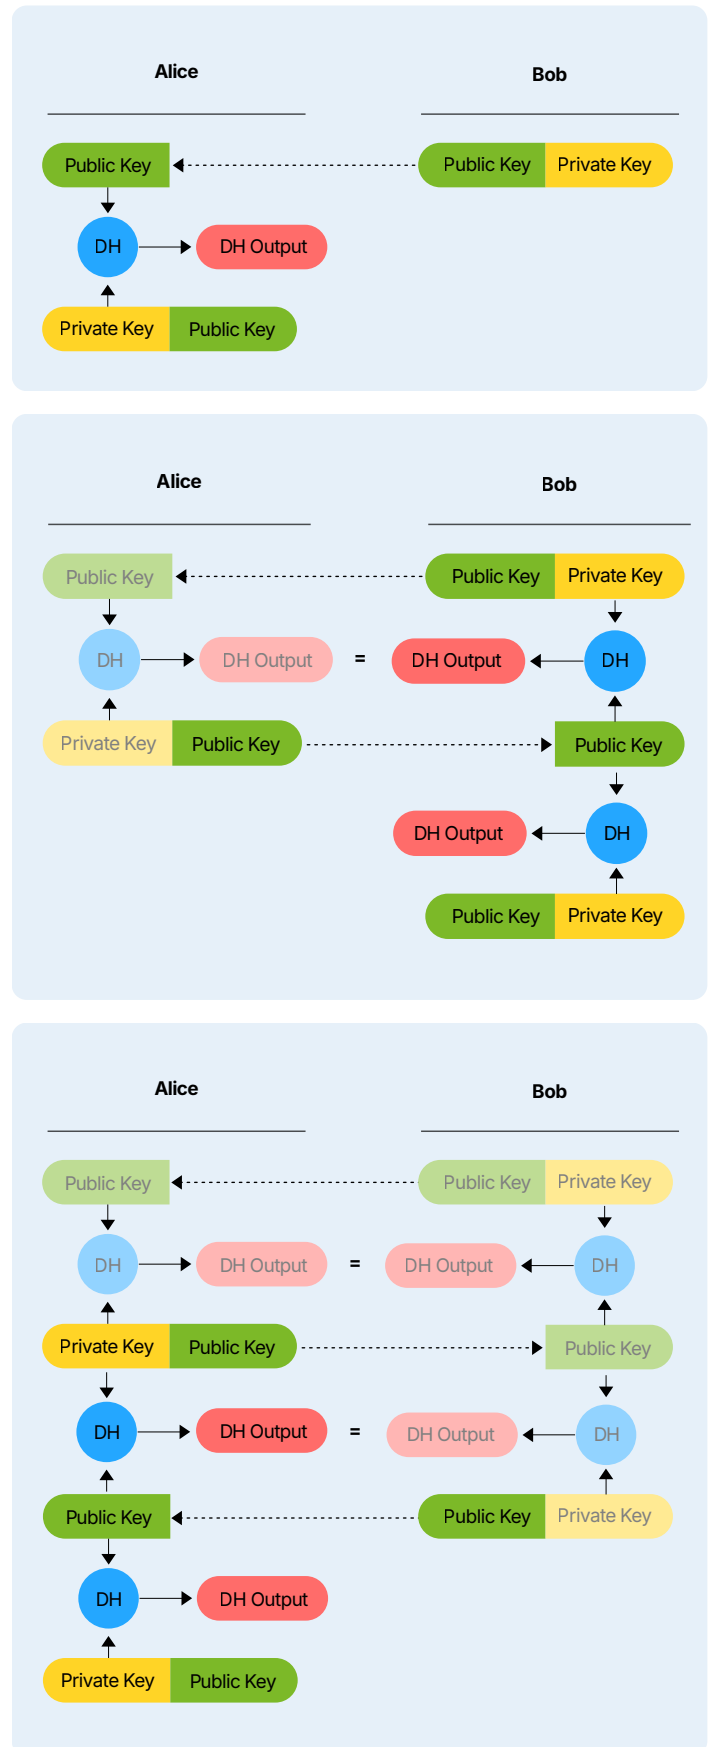 Alice
Bob
Public Key
Public Key Private Key
DH
DH Output
Private Key Public Key
Alice
Bob
Public Key
Public Key Private Key
DH
DH Output
=
DH Output
DH
Private Key Public Key
Public Key
DH Output
DH
Public Key Private Key
Alice
Bob
Public Key
Public Key Private Key
DH
DH Output
=
DH Output
DH
Private Key Public Key
Public Key
DH
DH Output
=
DH Output
DH
Public Key
Public Key Private Key
DH
DH Output
Private Key Public Key